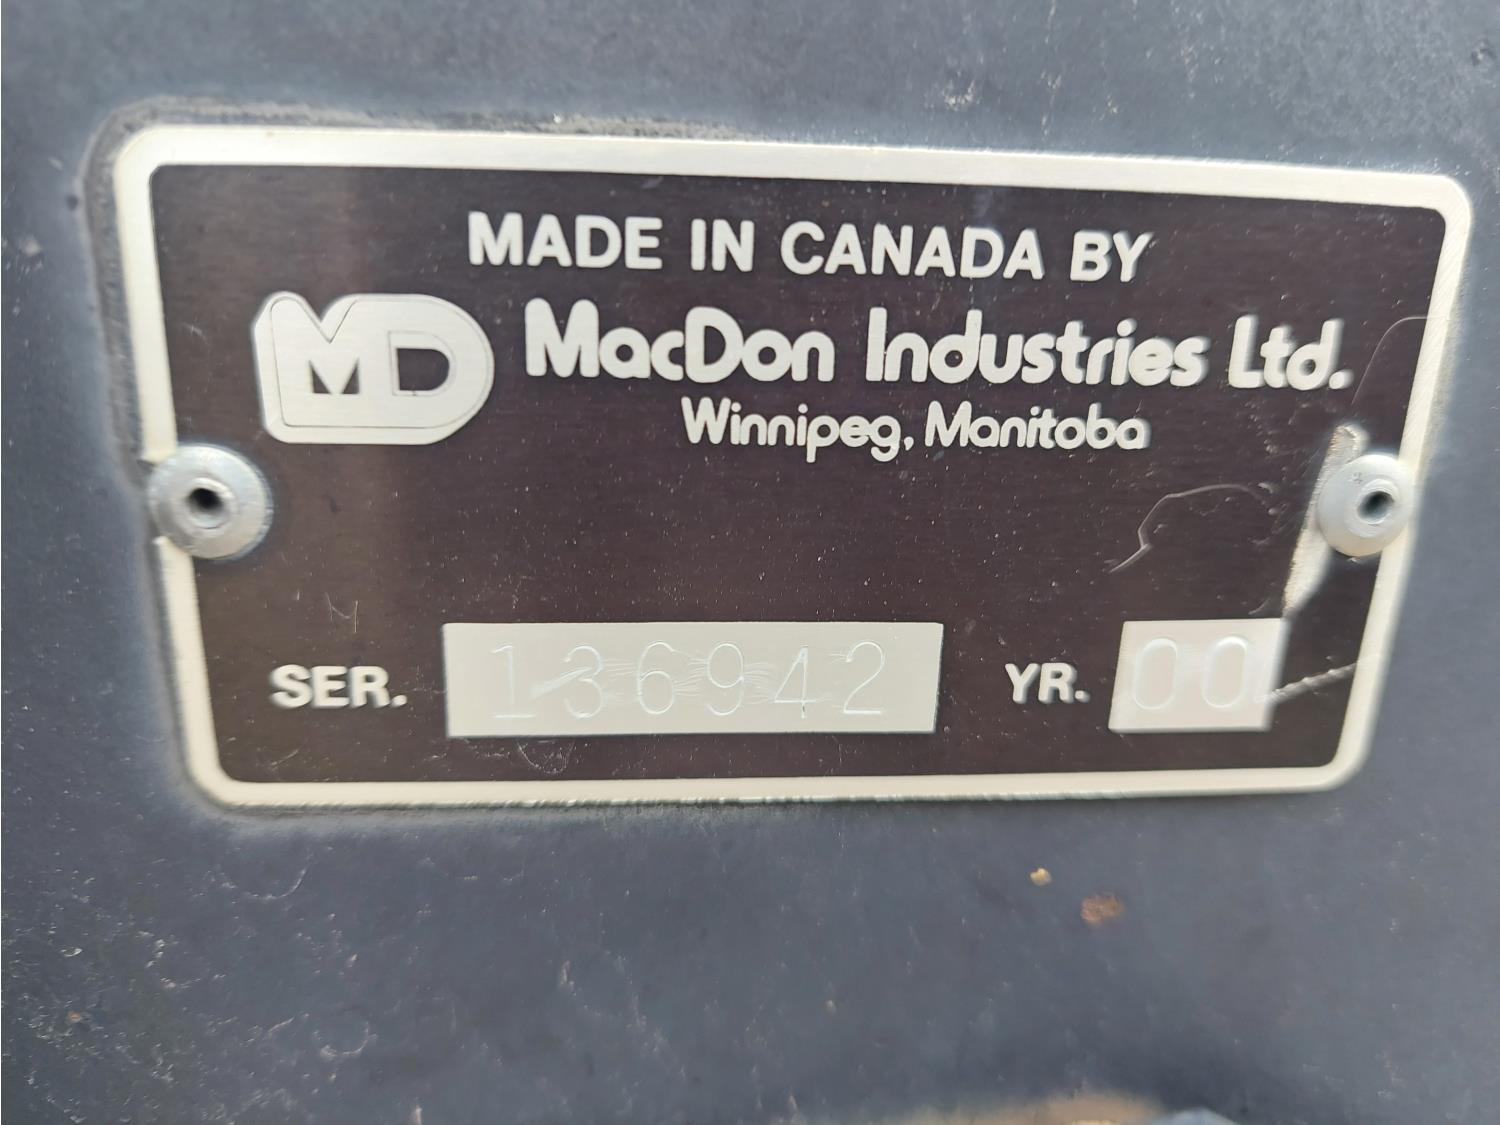 MADE IN CANADA BY
MD MacDon Industries Ltd.
Winnipeg, Manitoba
SER. 136942 YR. 00